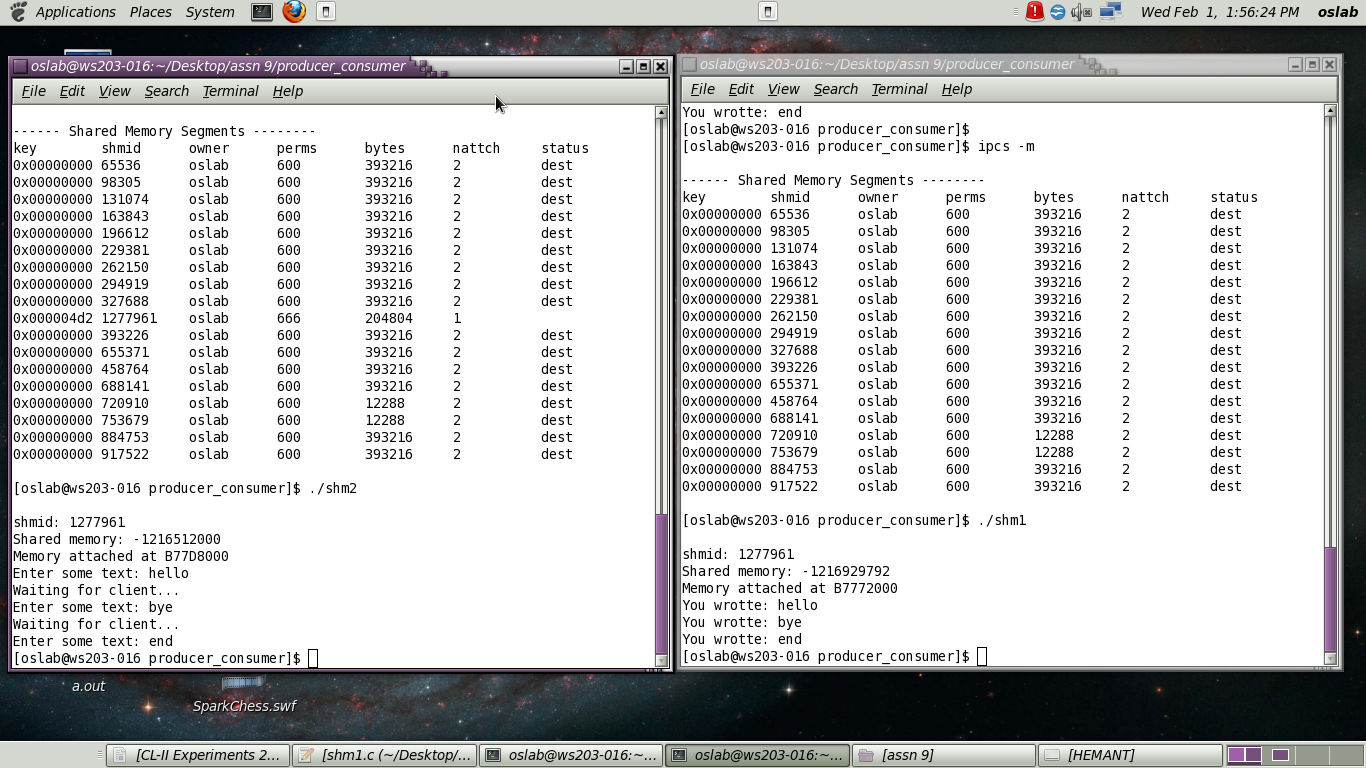 Applications Places System Wed Feb 1, 1:56:24 PM oslab
oslab@ws203-016:~/Desktop/assn 9/producer_consumer
File Edit View Search Terminal Help
------ Shared Memory Segments --------
key shmid owner perms bytes nattch status
0x00000000 65536 oslab 600 393216 2 dest
0x00000000 98305 oslab 600 393216 2 dest
0x00000000 131074 oslab 600 393216 2 dest
0x00000000 163843 oslab 600 393216 2 dest
0x00000000 196612 oslab 600 393216 2 dest
0x00000000 229381 oslab 600 393216 2 dest
0x00000000 262150 oslab 600 393216 2 dest
0x00000000 294919 oslab 600 393216 2 dest
0x00000000 327688 oslab 600 393216 2 dest
0x000004d2 1277961 oslab 666 204804 1
0x00000000 393226 oslab 600 393216 2 dest
0x00000000 655371 oslab 600 393216 2 dest
0x00000000 458764 oslab 600 393216 2 dest
0x00000000 688141 oslab 600 393216 2 dest
0x00000000 720910 oslab 600 12288 2 dest
0x00000000 753679 oslab 600 12288 2 dest
0x00000000 884753 oslab 600 393216 2 dest
0x00000000 917522 oslab 600 393216 2 dest
[oslab@ws203-016 producer_consumer]$ ./shm2
shmid: 1277961
Shared memory: -1216512000
Memory attached at B77D8000
Enter some text: hello
Waiting for client...
Enter some text: bye
Waiting for client...
Enter some text: end
[oslab@ws203-016 producer_consumer]$
oslab@ws203-016:~/Desktop/assn 9/producer_consumer
File Edit View Search Terminal Help
You wrotte: end
[oslab@ws203-016 producer_consumer]$
[oslab@ws203-016 producer_consumer]$ ipcs -m
------ Shared Memory Segments --------
key shmid owner perms bytes nattch status
0x00000000 65536 oslab 600 393216 2 dest
0x00000000 98305 oslab 600 393216 2 dest
0x00000000 131074 oslab 600 393216 2 dest
0x00000000 163843 oslab 600 393216 2 dest
0x00000000 196612 oslab 600 393216 2 dest
0x00000000 229381 oslab 600 393216 2 dest
0x00000000 262150 oslab 600 393216 2 dest
0x00000000 294919 oslab 600 393216 2 dest
0x00000000 327688 oslab 600 393216 2 dest
0x00000000 393226 oslab 600 393216 2 dest
0x00000000 655371 oslab 600 393216 2 dest
0x00000000 458764 oslab 600 393216 2 dest
0x00000000 688141 oslab 600 393216 2 dest
0x00000000 720910 oslab 600 12288 2 dest
0x00000000 753679 oslab 600 12288 2 dest
0x00000000 884753 oslab 600 393216 2 dest
0x00000000 917522 oslab 600 393216 2 dest
[oslab@ws203-016 producer_consumer]$ ./shm1
shmid: 1277961
Shared memory: -1216929792
Memory attached at B7772000
You wrotte: hello
You wrotte: bye
You wrotte: end
[oslab@ws203-016 producer_consumer]$
a.out
SparkChess.swf
[CL-II Experiments 2... [shm1.c (~/Desktop/... oslab@ws203-016:~... oslab@ws203-016:~... [assn 9] [HEMANT]